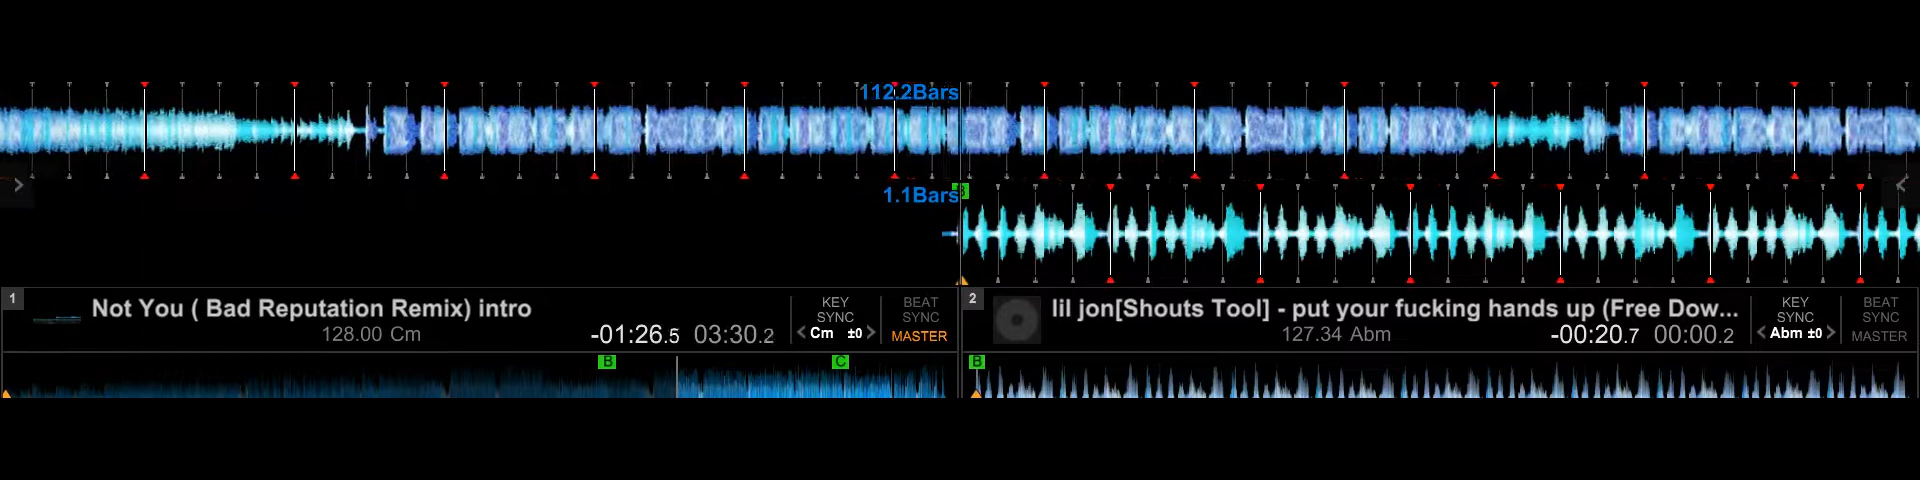 112.2Bars
1.1Bars
1
Not You ( Bad Reputation Remix) intro
128.00 Cm
-01:26.5 03:30.2
KEY
SYNC
Cm ±0
BEAT
SYNC
MASTER
B
C
2
lil jon[Shouts Tool] - put your fucking hands up (Free Dow...
127.34 Abm
-00:20.7 00:00.2
KEY
SYNC
Abm ±0
BEAT
SYNC
MASTER
B